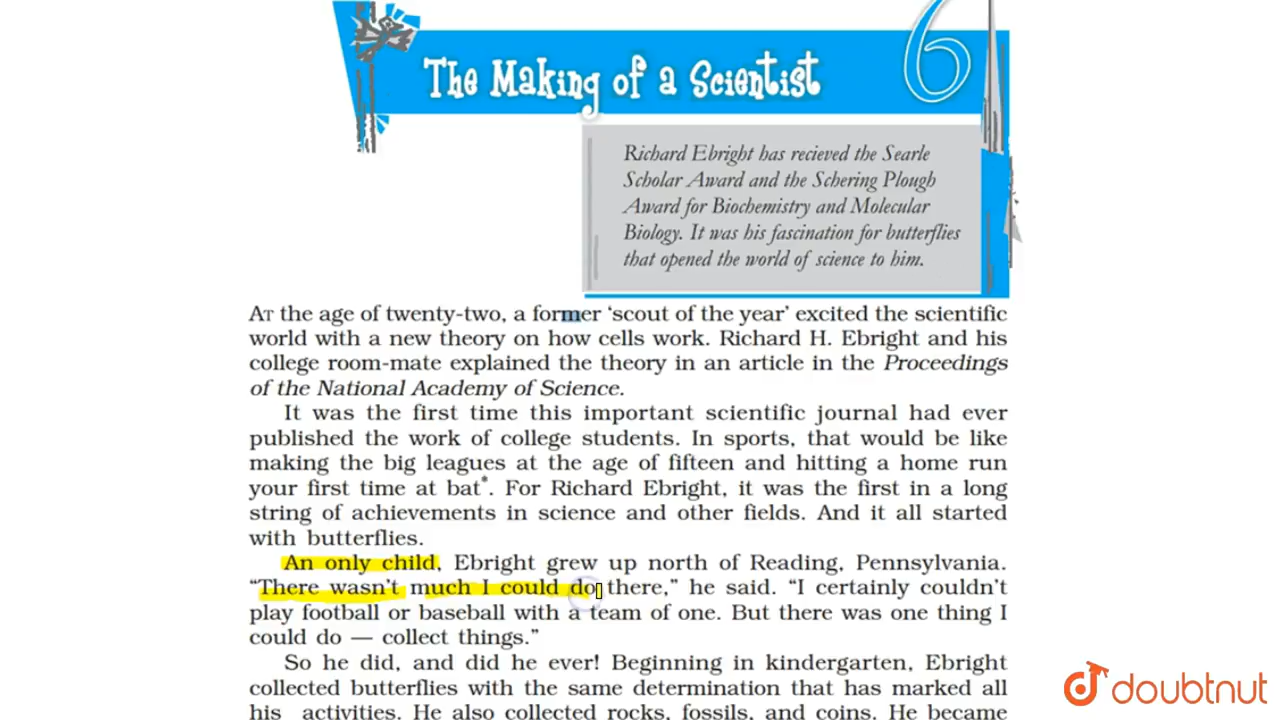 The Making of a Scientist
6
Richard Ebright has recieved the Searle
Scholar Award and the Schering Plough
Award for Biochemistry and Molecular
Biology. It was his fascination for butterflies
that opened the world of science to him.
AT the age of twenty-two, a former ‘scout of the year’ excited the scientific
world with a new theory on how cells work. Richard H. Ebright and his
college room-mate explained the theory in an article in the Proceedings
of the National Academy of Science.
It was the first time this important scientific journal had ever
published the work of college students. In sports, that would be like
making the big leagues at the age of fifteen and hitting a home run
your first time at bat*. For Richard Ebright, it was the first in a long
string of achievements in science and other fields. And it all started
with butterflies.
An only child, Ebright grew up north of Reading, Pennsylvania.
“There wasn’t much I could do there,” he said. “I certainly couldn’t
play football or baseball with a team of one. But there was one thing I
could do — collect things.”
So he did, and did he ever! Beginning in kindergarten, Ebright
collected butterflies with the same determination that has marked all
his activities. He also collected rocks, fossils, and coins. He became
doubtnut